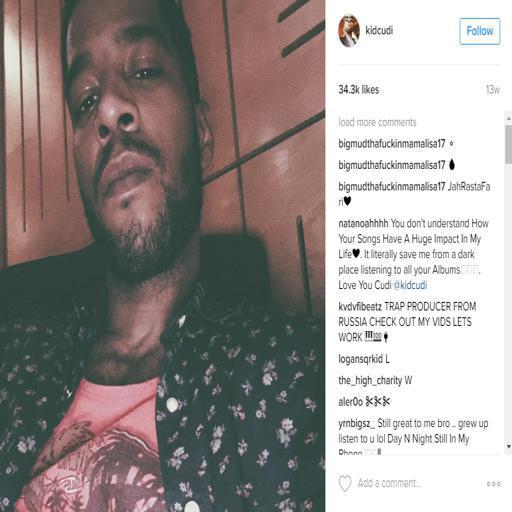 kidcudi
Follow
34.3k likes
13w
load more comments
bigmudthafuckinmamalisa17
bigmudthafuckinmamalisa17
bigmudthafuckinmamalisa17 JahRastaFa
ri♥
natanoahhhh You don't understand How
Your Songs Have A Huge Impact In My
Life♥. It literally save me from a dark
place listening to all your Albums.
Love You Cudi @kidcudi
kvdvfibeatz TRAP PRODUCER FROM
RUSSIA CHECK OUT MY VIDS LETS
WORK
logansqrkid L
the_high_charity W
aler0o
yrnbigsz_ Still great to me bro .. grew up
listen to u lol Day N Night Still In My
Phone
Add a comment...